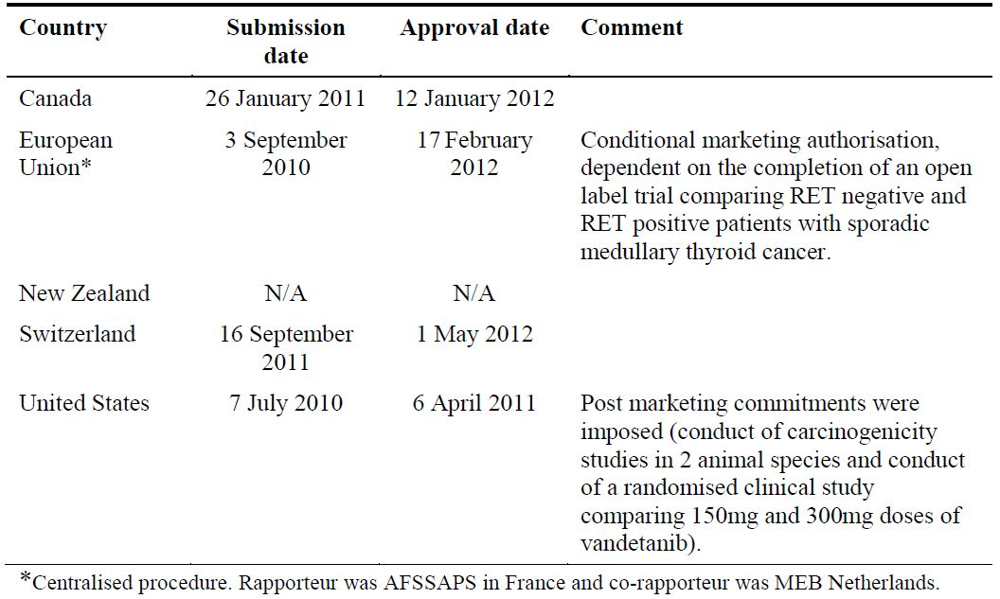 Country Submission date Approval date Comment
Canada 26 January 2011 12 January 2012
European Union* 3 September 2010 17 February 2012 Conditional marketing authorisation,
dependent on the completion of an open
label trial comparing RET negative and
RET positive patients with sporadic
medullary thyroid cancer.
New Zealand N/A N/A
Switzerland 16 September 2011 1 May 2012
United States 7 July 2010 6 April 2011 Post marketing commitments were
imposed (conduct of carcinogenicity
studies in 2 animal species and conduct
of a randomised clinical study
comparing 150mg and 300mg doses of
vandetanib).
*Centralised procedure. Rapporteur was AFSSAPS in France and co-rapporteur was MEB Netherlands.